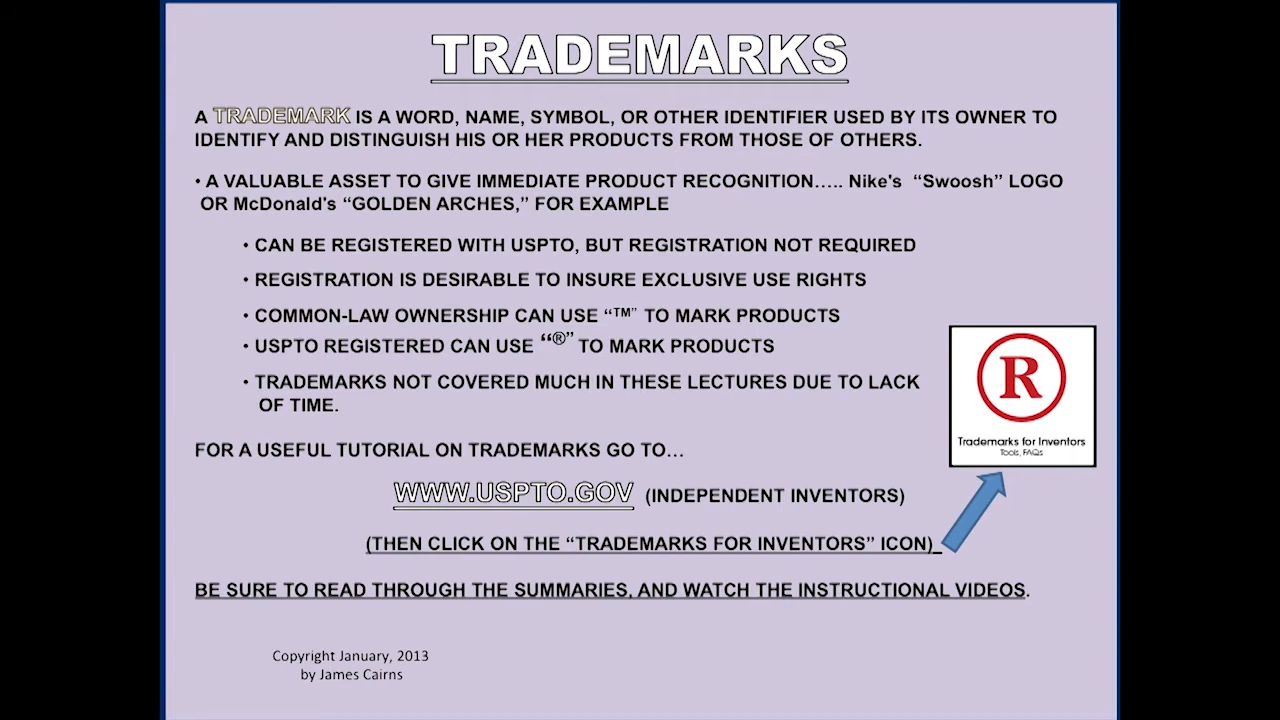 TRADEMARKS
A TRADEMARK IS A WORD, NAME, SYMBOL, OR OTHER IDENTIFIER USED BY ITS OWNER TO
IDENTIFY AND DISTINGUISH HIS OR HER PRODUCTS FROM THOSE OF OTHERS.
• A VALUABLE ASSET TO GIVE IMMEDIATE PRODUCT RECOGNITION….. Nike's “Swoosh” LOGO
OR McDonald's “GOLDEN ARCHES,” FOR EXAMPLE
• CAN BE REGISTERED WITH USPTO, BUT REGISTRATION NOT REQUIRED
• REGISTRATION IS DESIRABLE TO INSURE EXCLUSIVE USE RIGHTS
• COMMON-LAW OWNERSHIP CAN USE “™” TO MARK PRODUCTS
• USPTO REGISTERED CAN USE “®” TO MARK PRODUCTS
• TRADEMARKS NOT COVERED MUCH IN THESE LECTURES DUE TO LACK
OF TIME.
R
Trademarks for Inventors
Tools, FAQs
FOR A USEFUL TUTORIAL ON TRADEMARKS GO TO…
WWW.USPTO.GOV (INDEPENDENT INVENTORS)
(THEN CLICK ON THE “TRADEMARKS FOR INVENTORS” ICON)
BE SURE TO READ THROUGH THE SUMMARIES, AND WATCH THE INSTRUCTIONAL VIDEOS.
Copyright January, 2013
by James Cairns